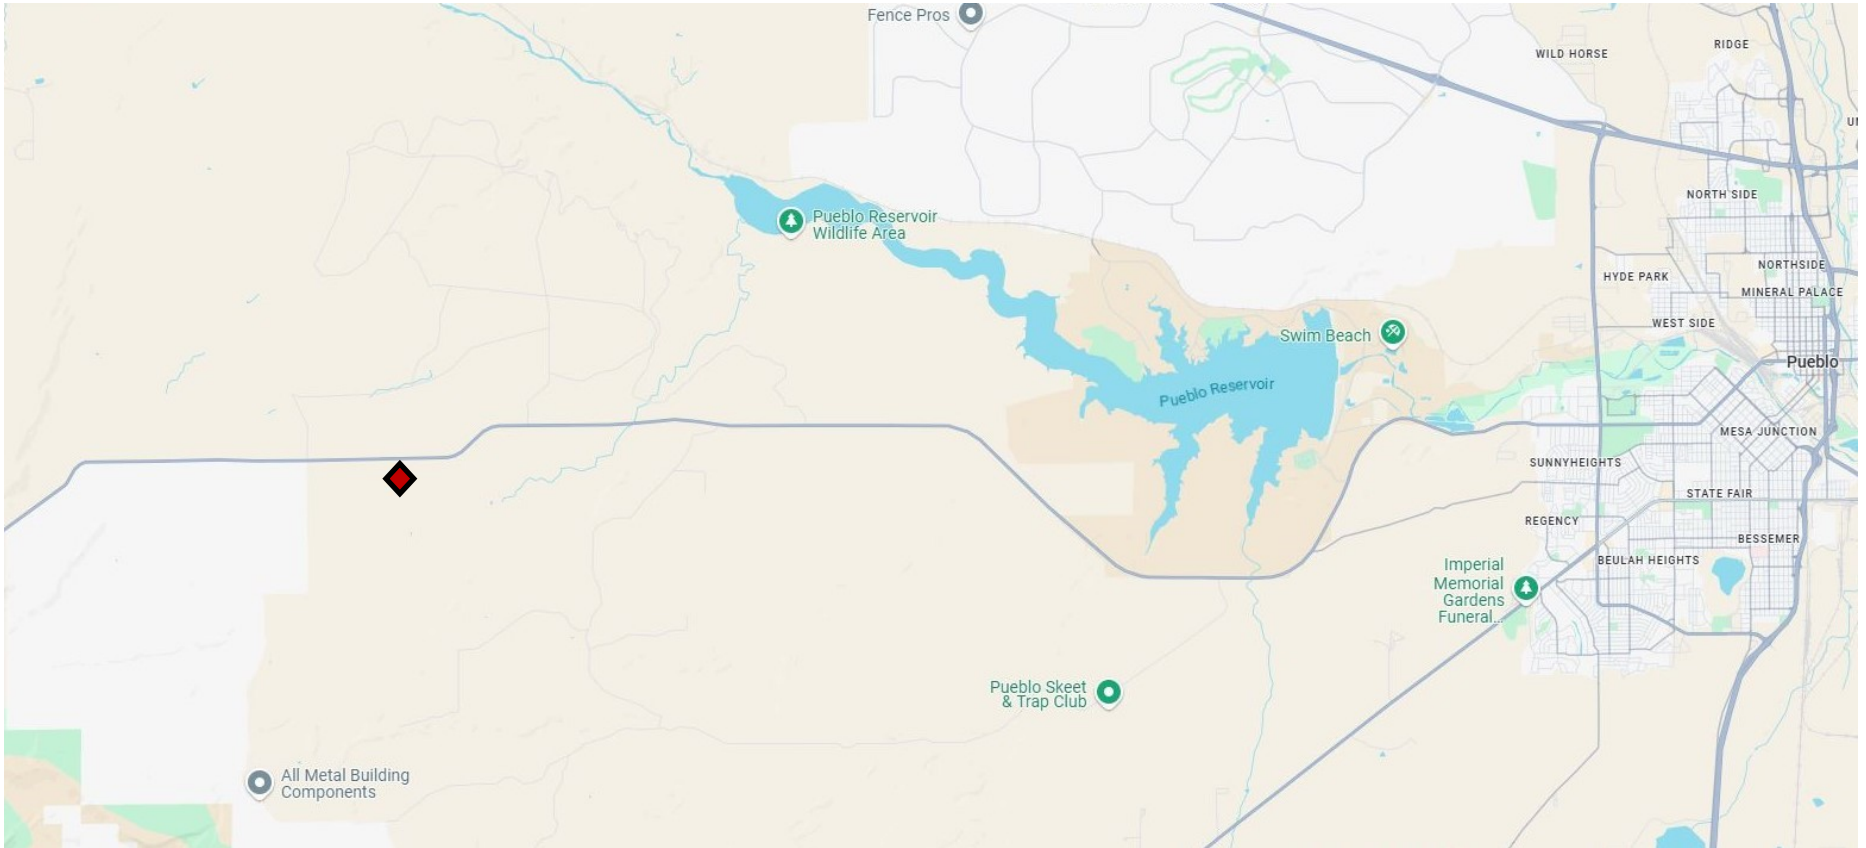 Fence Pros
WILD HORSE
RIDGE
NORTH SIDE
Pueblo Reservoir
Wildlife Area
NORTHSIDE
HYDE PARK
MINERAL PALACE
WEST SIDE
Swim Beach
Pueblo
Pueblo Reservoir
MESA JUNCTION
SUNNYHEIGHTS
STATE FAIR
REGENCY
BESSEMER
BEULAH HEIGHTS
Imperial
Memorial
Gardens
Funeral...
Pueblo Skeet
& Trap Club
All Metal Building
Components